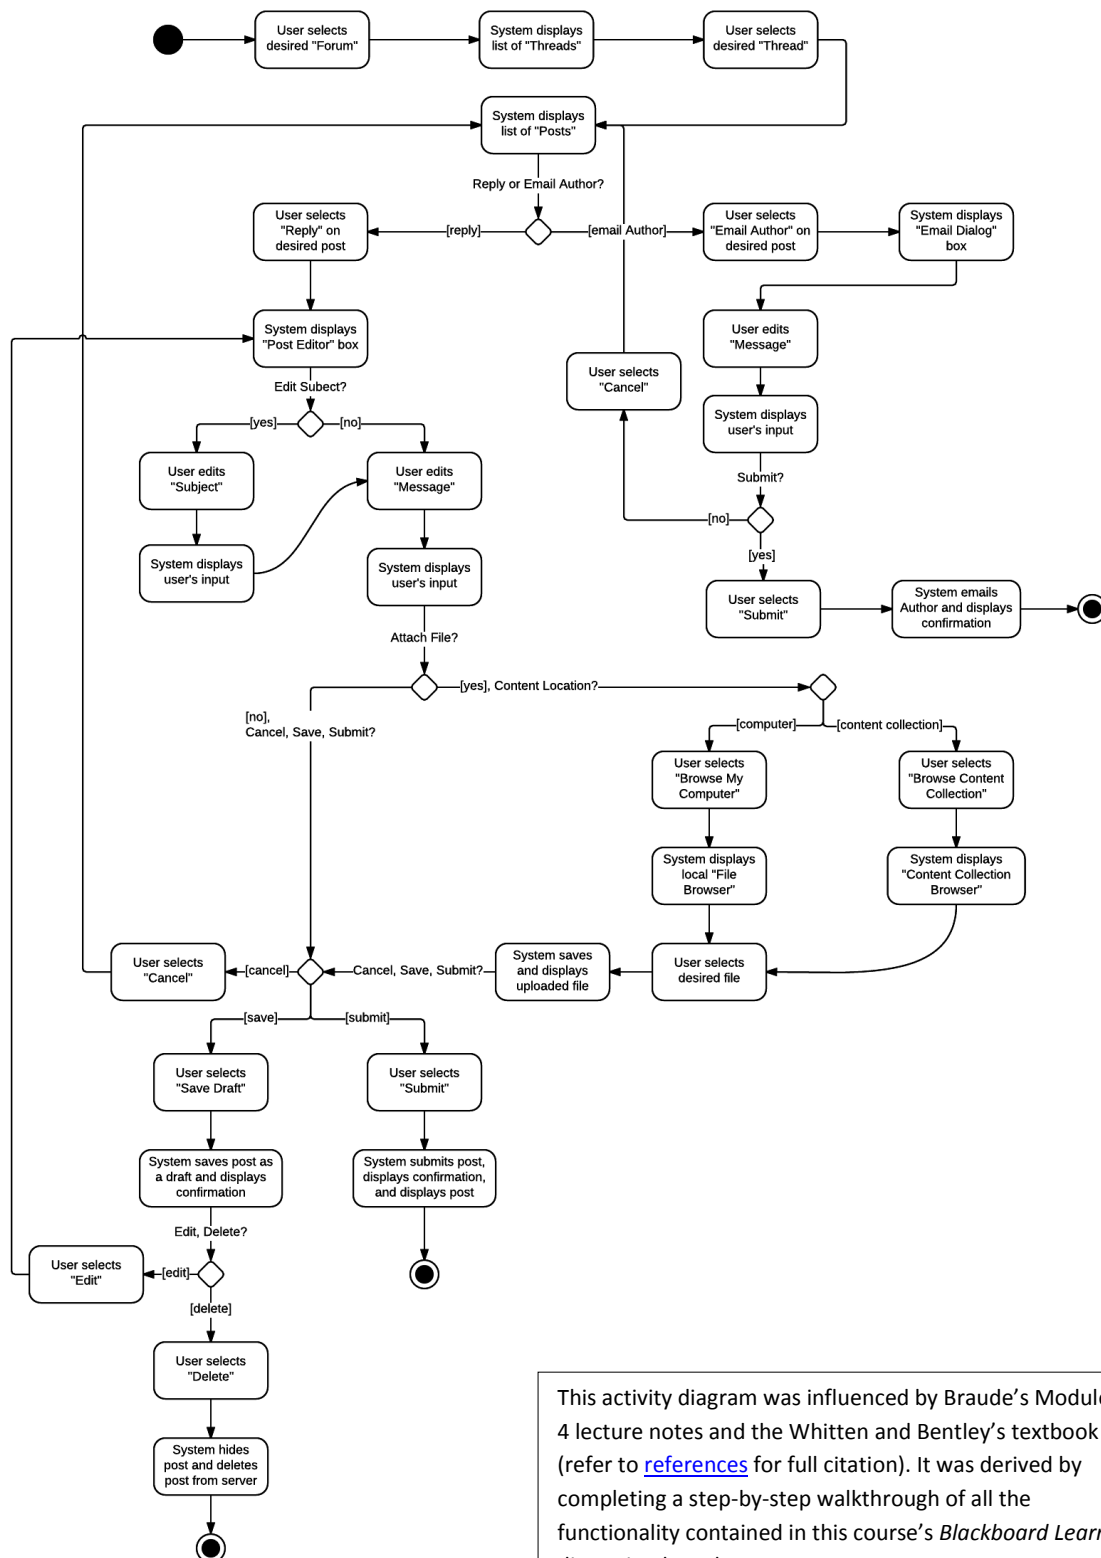 User selects
desired "Forum"
System displays
list of "Threads"
User selects
desired "Thread"
System displays
list of "Posts"
Reply or Email Author?
User selects
"Reply" on
desired post
[reply]
[email Author]
User selects
"Email Author" on
desired post
System displays
"Email Dialog"
box
System displays
"Post Editor" box
User edits
"Message"
User selects
"Cancel"
Edit Subect?
[yes]
[no]
System displays
user's input
User edits
"Subject"
User edits
"Message"
Submit?
[no]
[yes]
System displays
user's input
System displays
user's input
User selects
"Submit"
System emails
Author and displays
confirmation
Attach File?
[yes], Content Location?
[no],
Cancel, Save, Submit?
[computer]
[content collection]
User selects
"Browse My
Computer"
User selects
"Browse Content
Collection"
System displays
local "File
Browser"
System displays
"Content Collection
Browser"
User selects
"Cancel"
[cancel]
Cancel, Save, Submit?
System saves
and displays
uploaded file
User selects
desired file
[save]
[submit]
User selects
"Save Draft"
User selects
"Submit"
System saves post as
a draft and displays
confirmation
System submits post,
displays confirmation,
and displays post
Edit, Delete?
User selects
"Edit"
[edit]
[delete]
User selects
"Delete"
System hides
post and deletes
post from server
This activity diagram was influenced by Braude's Module
4 lecture notes and the Whitten and Bentley's textbook
(refer to references for full citation). It was derived by
completing a step-by-step walkthrough of all the
functionality contained in this course's Blackboard Learn